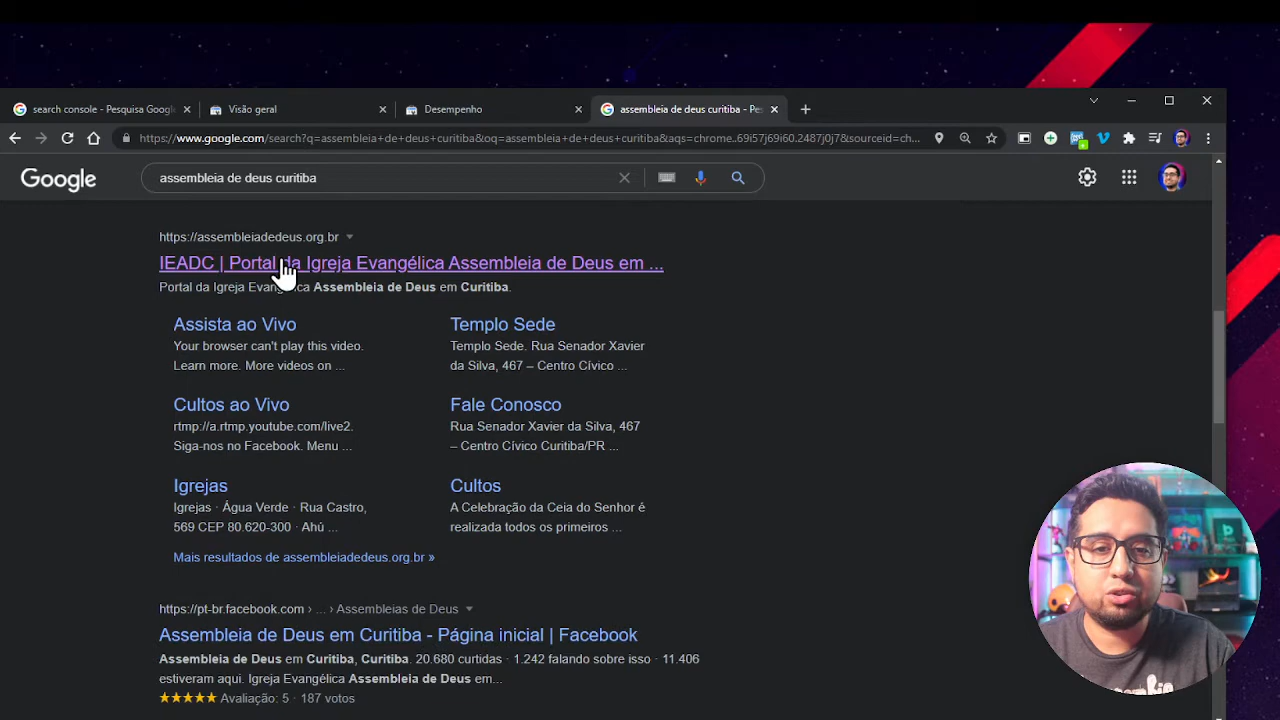 search console - Pesquisa Google
Visão geral
Desempenho
assembleia de deus curitiba - Pes
https://www.google.com/search?q=assembleia+de+deus+curitiba&oq=assembleia+de+deus+curitiba&aqs=chrome..69i57j69i60.2487j0j7&sourceid=ch...
Google
assembleia de deus curitiba
https://assembleiadedeus.org.br
IEADC | Portal da Igreja Evangélica Assembleia de Deus em ...
Portal da Igreja Evangélica Assembleia de Deus em Curitiba.
Assista ao Vivo
Your browser can't play this video.
Learn more. More videos on ...
Templo Sede
Templo Sede. Rua Senador Xavier
da Silva, 467 – Centro Cívico ...
Cultos ao Vivo
rtmp://a.rtmp.youtube.com/live2.
Siga-nos no Facebook. Menu ...
Fale Conosco
Rua Senador Xavier da Silva, 467
– Centro Cívico Curitiba/PR ...
Igrejas
Igrejas · Água Verde · Rua Castro,
569 CEP 80.620-300 · Ahú ...
Cultos
A Celebração da Ceia do Senhor é
realizada todos os primeiros ...
Mais resultados de assembleiadedeus.org.br »
https://pt-br.facebook.com › ... › Assembleias de Deus
Assembleia de Deus em Curitiba - Página inicial | Facebook
Assembleia de Deus em Curitiba, Curitiba. 20.680 curtidas · 1.242 falando sobre isso · 11.406
estiveram aqui. Igreja Evangélica Assembleia de Deus em...
★★★★★ Avaliação: 5 · 187 votos